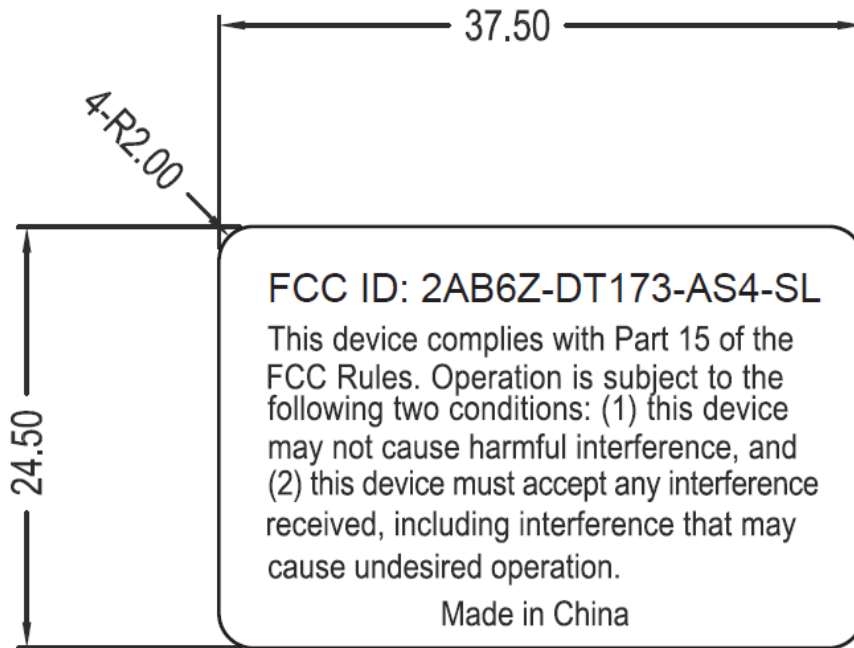 37.50
4-R2.00
24.50
FCC ID: 2AB6Z-DT173-AS4-SL
This device complies with Part 15 of the
FCC Rules. Operation is subject to the
following two conditions: (1) this device
may not cause harmful interference, and
(2) this device must accept any interference
received, including interference that may
cause undesired operation.
Made in China